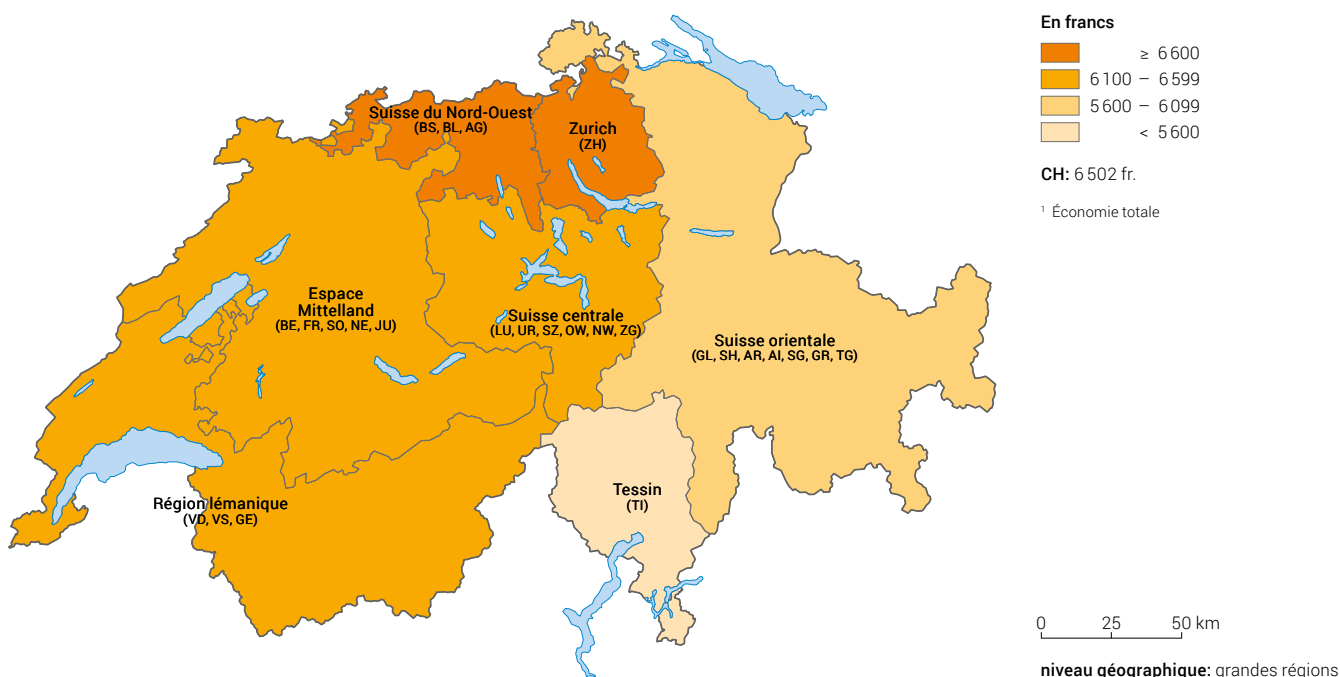 Suisse du Nord-Ouest
(BS, BL, AG)
Zurich
(ZH)
Espace
Mittelland
(BE, FR, SO, NE, JU)
Suisse centrale
(LU, UR, SZ, OW, NW, ZG)
Suisse orientale
(GL, SH, AR, AI, SG, GR, TG)
Région lémanique
(VD, VS, GE)
Tessin
(TI)
En francs
≥ 6 600
6 100 – 6 599
5 600 – 6 099
< 5 600
CH: 6 502 fr.
¹ Économie totale
0 25 50 km
niveau géographique: grandes régions